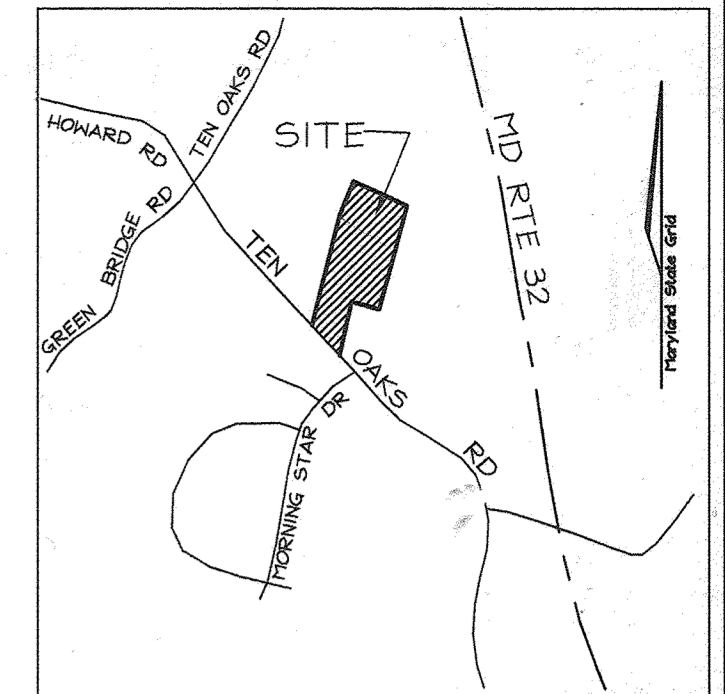 TEN OAKS RD
HOWARD RD
SITE
MD RTE 32
GREEN BRIDGE RD
TEN OAKS RD
Maryland State Grid
MORNING STAR DR